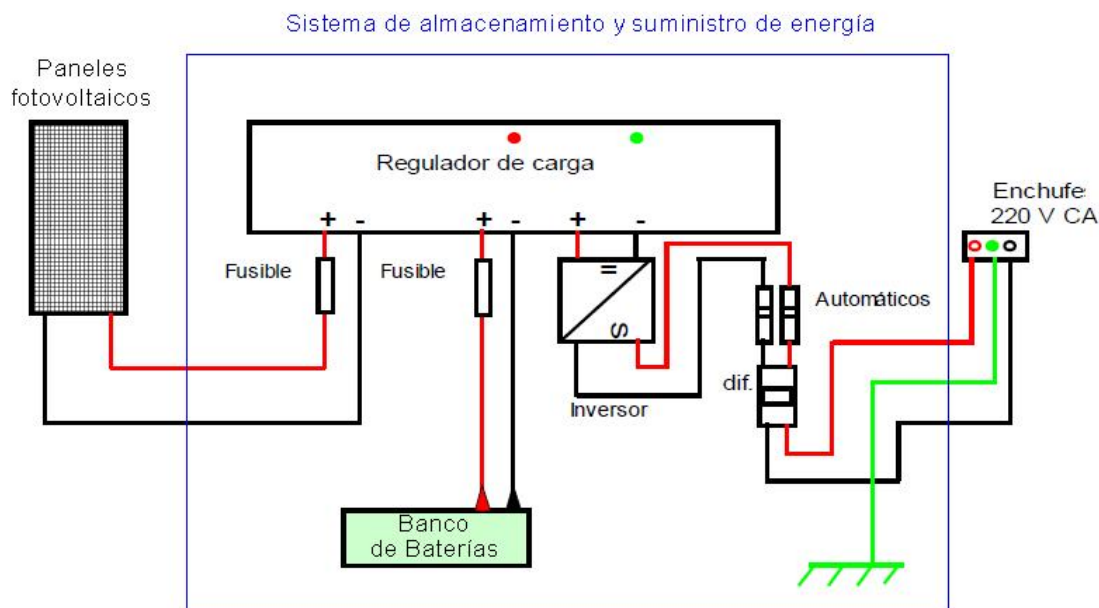 Sistema de almacenamiento y suministro de energía
Paneles
fotovoltaicos
Regulador de carga
+ - + - + -
Fusible
Fusible
=
S
Inversor
Automáticos
dif.
Enchufe
220 V CA
Banco
de Baterías